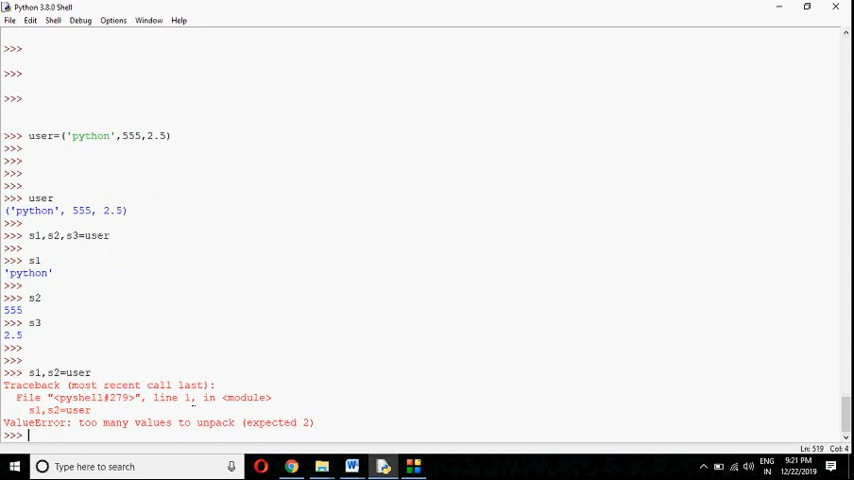 Python 3.8.0 Shell
File Edit Shell Debug Options Window Help
>>>
>>>
>>>
>>> user=('python',555,2.5)
>>>
>>>
>>>
>>>
>>> user
('python', 555, 2.5)
>>>
>>> s1,s2,s3=user
>>>
>>> s1
'python'
>>>
>>> s2
555
>>> s3
2.5
>>>
>>>
>>> s1,s2=user
Traceback (most recent call last):
File "<pyshell#279>", line 1, in <module>
s1,s2=user
ValueError: too many values to unpack (expected 2)
>>>
Ln: 519 Col: 4
Type here to search
ENG
IN
9:21 PM
12/22/2019